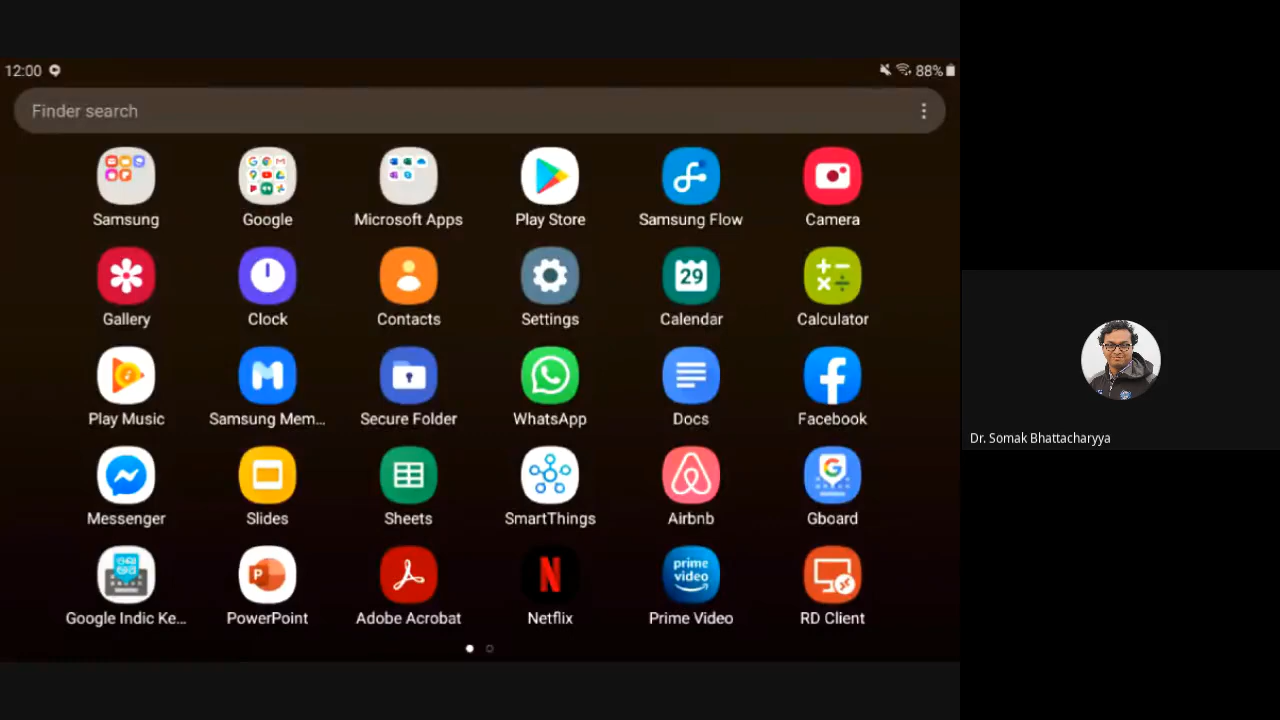 12:00 88%
Finder search
Samsung Google Microsoft Apps Play Store Samsung Flow Camera
29
Gallery Clock Contacts Settings Calendar Calculator
Play Music Samsung Mem... Secure Folder WhatsApp Docs Facebook
Dr. Somak Bhattacharyya
Messenger Slides Sheets SmartThings Airbnb Gboard
prime video
Google Indic Ke... PowerPoint Adobe Acrobat Netflix Prime Video RD Client